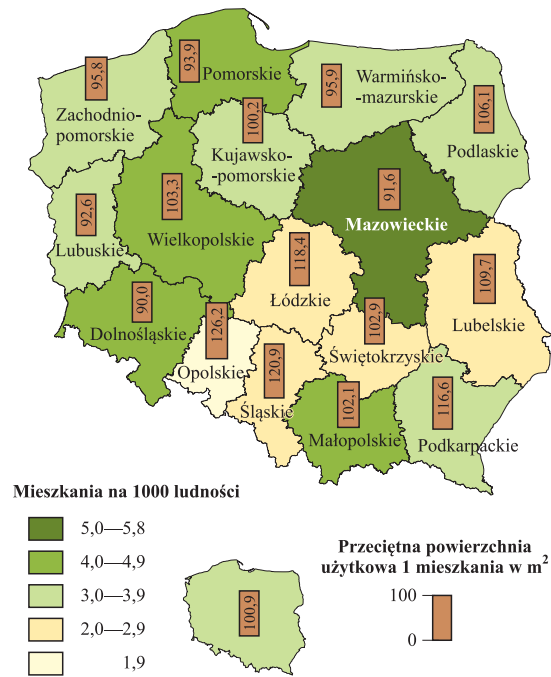 93,9
Pomorskie
95,8
Zachodnio-
pomorskie
95,9
Warmińsko-
-mazurskie
106,1
Podlaskie
100,2
Kujawsko-
-pomorskie
92,6
Lubuskie
103,3
Wielkopolskie
91,6
Mazowieckie
118,4
Łódzkie
109,7
Lubelskie
90,0
Dolnośląskie
126,2
Opolskie
120,9
Śląskie
102,9
Świętokrzyskie
102,1
Małopolskie
116,6
Podkarpackie
Mieszkania na 1000 ludności
5,0—5,8
4,0—4,9
3,0—3,9
2,0—2,9
1,9
100,9
Przeciętna powierzchnia
użytkowa 1 mieszkania w m²
100
0